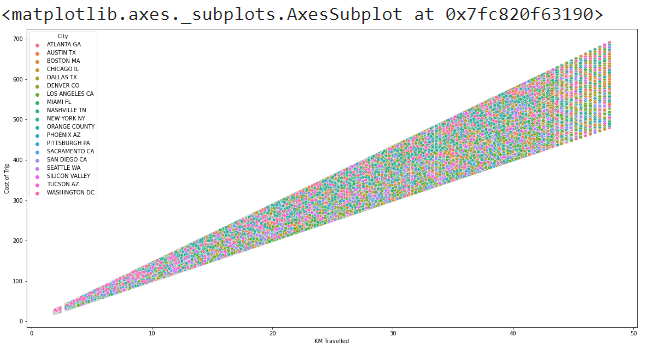 <matplotlib.axes._subplots.AxesSubplot at 0x7fc820f63190>
700
600
500
400
300
200
100
0
Cost of Trip
City
ATLANTA GA
AUSTIN TX
BOSTON MA
CHICAGO IL
DALLAS TX
DENVER CO
LOS ANGELES CA
MIAMI FL
NASHVILLE TN
NEW YORK NY
ORANGE COUNTY
PHOENIX AZ
PITTSBURGH PA
SACRAMENTO CA
SAN DIEGO CA
SEATTLE WA
SILICON VALLEY
TUCSON AZ
WASHINGTON DC
0 10 20 30 40 50
KM Travelled